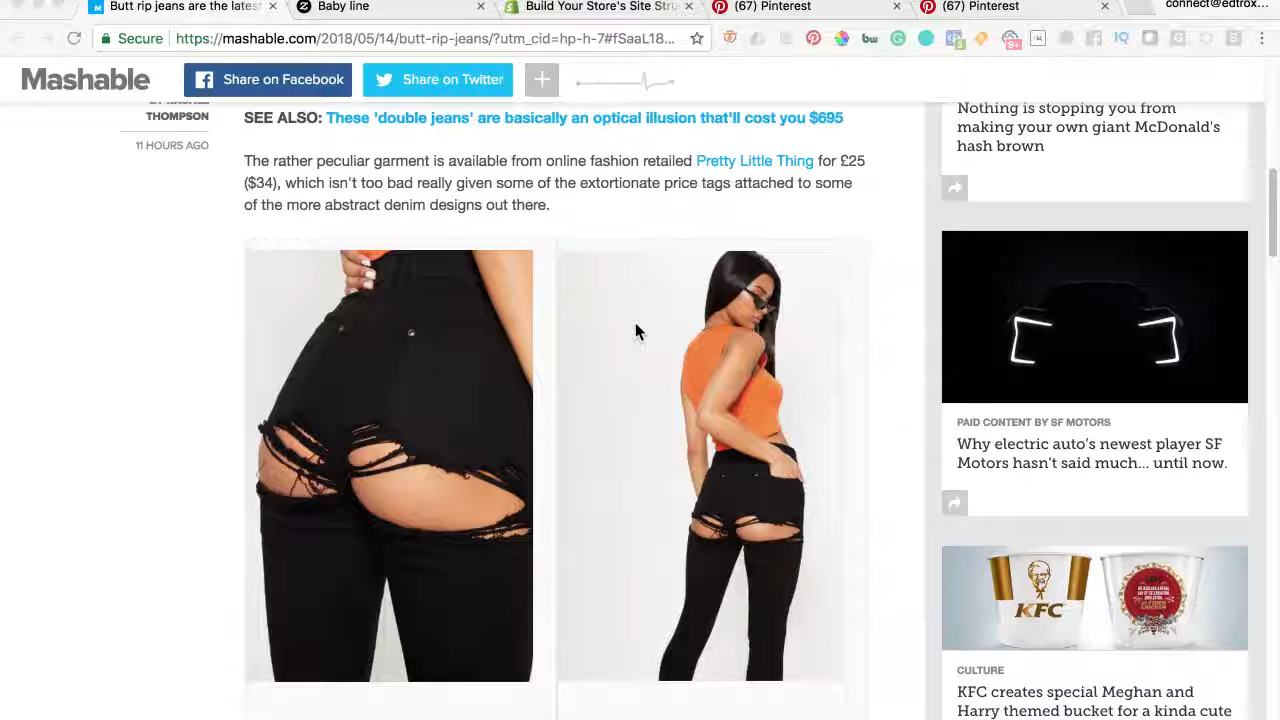 Butt rip jeans are the latest
Baby line
Build Your Store's Site Stru
(67) Pinterest
(67) Pinterest
connect@edtrox...
Secure
https://mashable.com/2018/05/14/butt-rip-jeans/?utm_cid=hp-h-7#fSaaL18...
Mashable
Share on Facebook
Share on Twitter
THOMPSON
11 HOURS AGO
SEE ALSO: These 'double jeans' are basically an optical illusion that'll cost you $695
The rather peculiar garment is available from online fashion retailed Pretty Little Thing for £25
($34), which isn't too bad really given some of the extortionate price tags attached to some
of the more abstract denim designs out there.
Nothing is stopping you from
making your own giant McDonald's
hash brown
PAID CONTENT BY SF MOTORS
Why electric auto's newest player SF
Motors hasn't said much... until now.
KFC
CULTURE
KFC creates special Meghan and
Harry themed bucket for a kinda cute